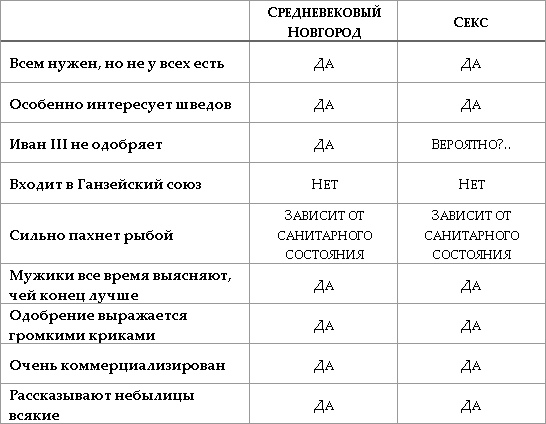 Средневековый
Новгород
Секс
Всем нужен, но не у всех есть
Да
Да
Особенно интересует шведов
Да
Да
Иван III не одобряет
Да
Вероятно?..
Входит в Ганзейский союз
Нет
Нет
Сильно пахнет рыбой
Зависит от
санитарного
состояния
Зависит от
санитарного
состояния
Мужики все время выясняют,
чей конец лучше
Да
Да
Одобрение выражается
громкими криками
Да
Да
Очень коммерциализирован
Да
Да
Рассказывают небылицы
всякие
Да
Да